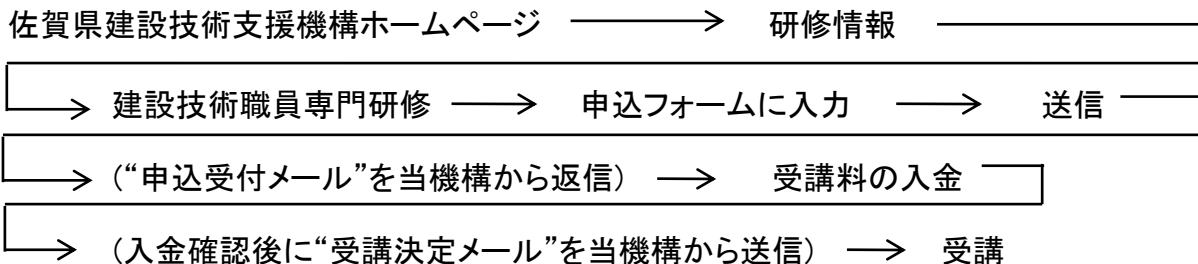 佐賀県建設技術支援機構ホームページ 研修情報
建設技術職員専門研修 申込フォームに入力 送信
(“申込受付メール”を当機構から返信) 受講料の入金
(入金確認後に“受講決定メール”を当機構から送信) 受講